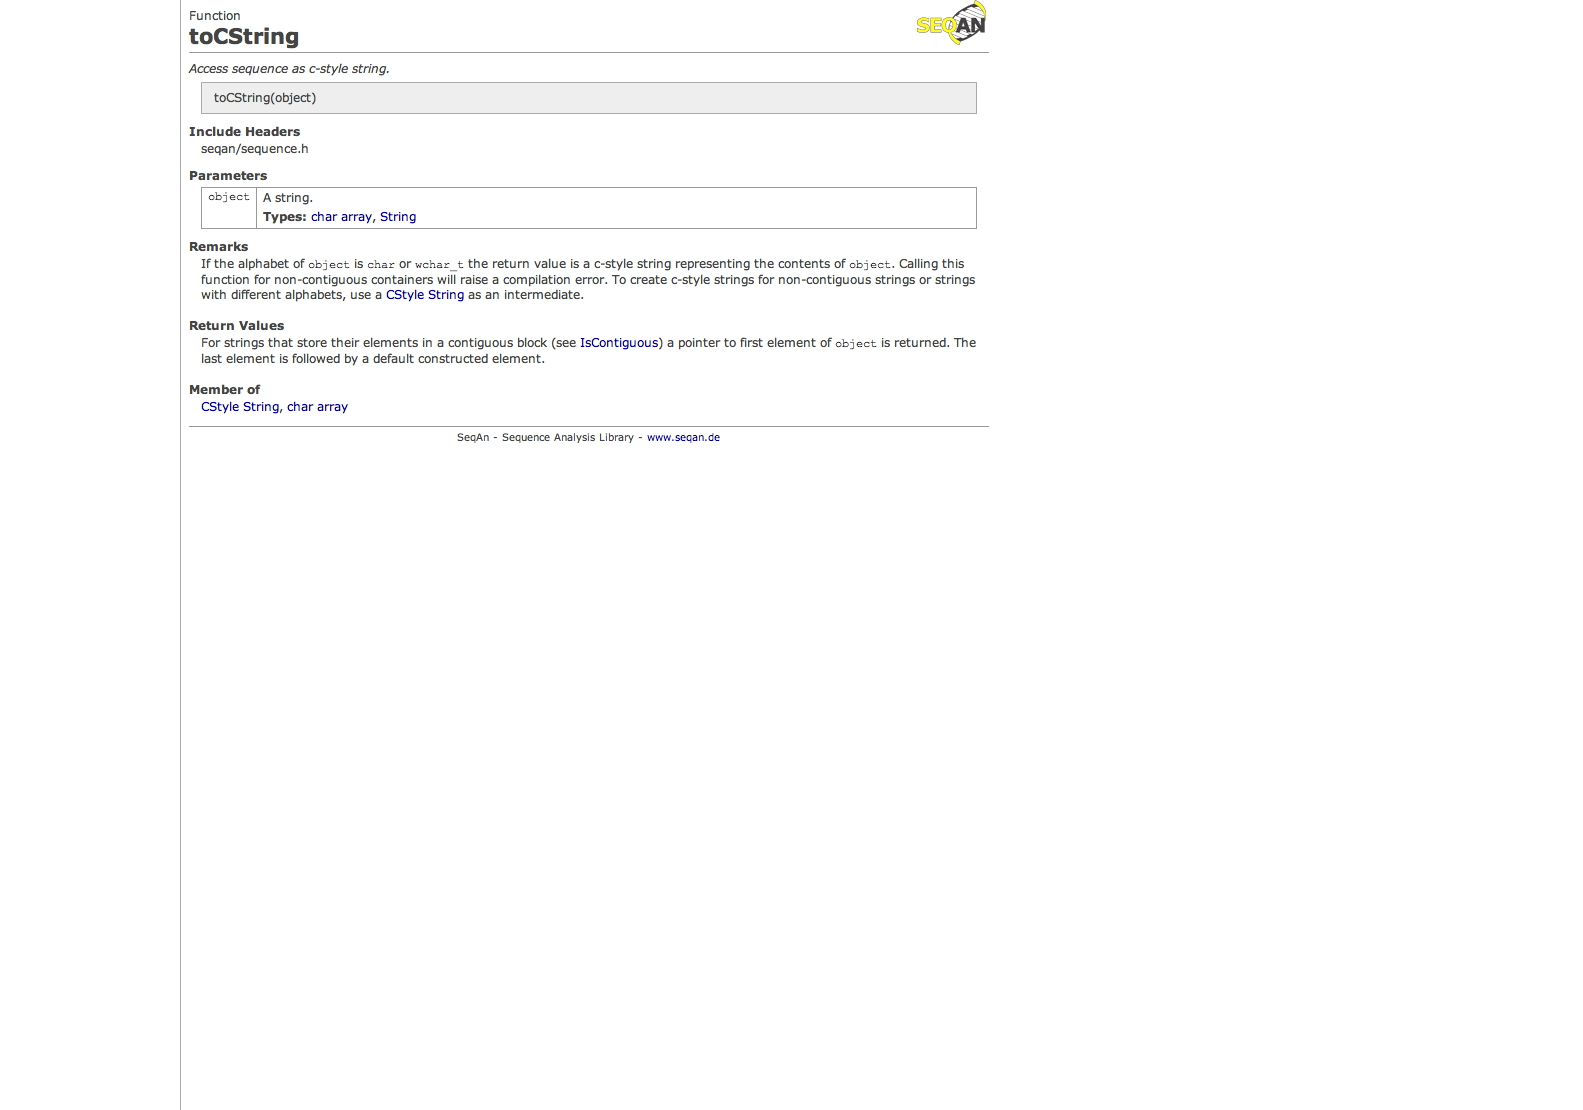 Function
toCString
SEQAN
Access sequence as c-style string.
toCString(object)
Include Headers
seqan/sequence.h
Parameters
object A string.
Types: char array, String
Remarks
If the alphabet of object is char or wchar_t the return value is a c-style string representing the contents of object. Calling this
function for non-contiguous containers will raise a compilation error. To create c-style strings for non-contiguous strings or strings
with different alphabets, use a CStyle String as an intermediate.
Return Values
For strings that store their elements in a contiguous block (see IsContiguous) a pointer to first element of object is returned. The
last element is followed by a default constructed element.
Member of
CStyle String, char array
SeqAn - Sequence Analysis Library - www.seqan.de